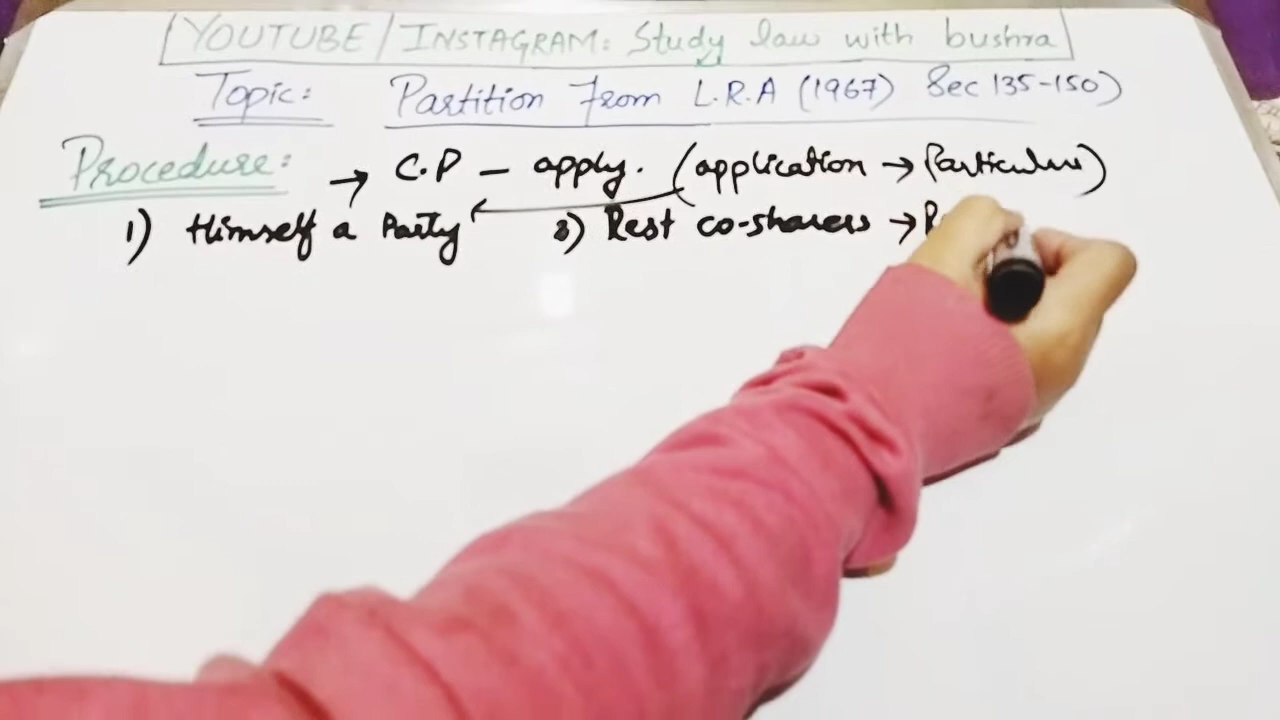 YOUTUBE/INSTAGRAM: Study law with bushra
Topic: Partition From L.R.A (1967) Sec 135-150)
Procedure: → C.P – apply. (application → Particulars)
1) Himself a Party 2) Rest co-sharers →